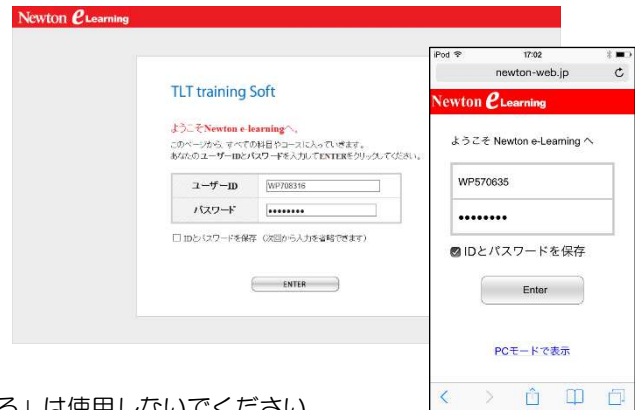 Newton eLearning
TLT training Soft
ようこそNewton e-learningへ。
このページから、すべての科目やコースに入っていきます。
あなたのユーザーIDとパスワードを入力してENTERをクリックしてください。
ユーザーID WP708316
パスワード ••••••••
IDとパスワードを保存 (次回から入力を省略できます)
ENTER
iPod 17:02
newton-web.jp
Newton eLearning
ようこそ Newton e-Learning へ
WP570635
••••••••
IDとパスワードを保存
Enter
PCモードで表示
る」は使用しないでください